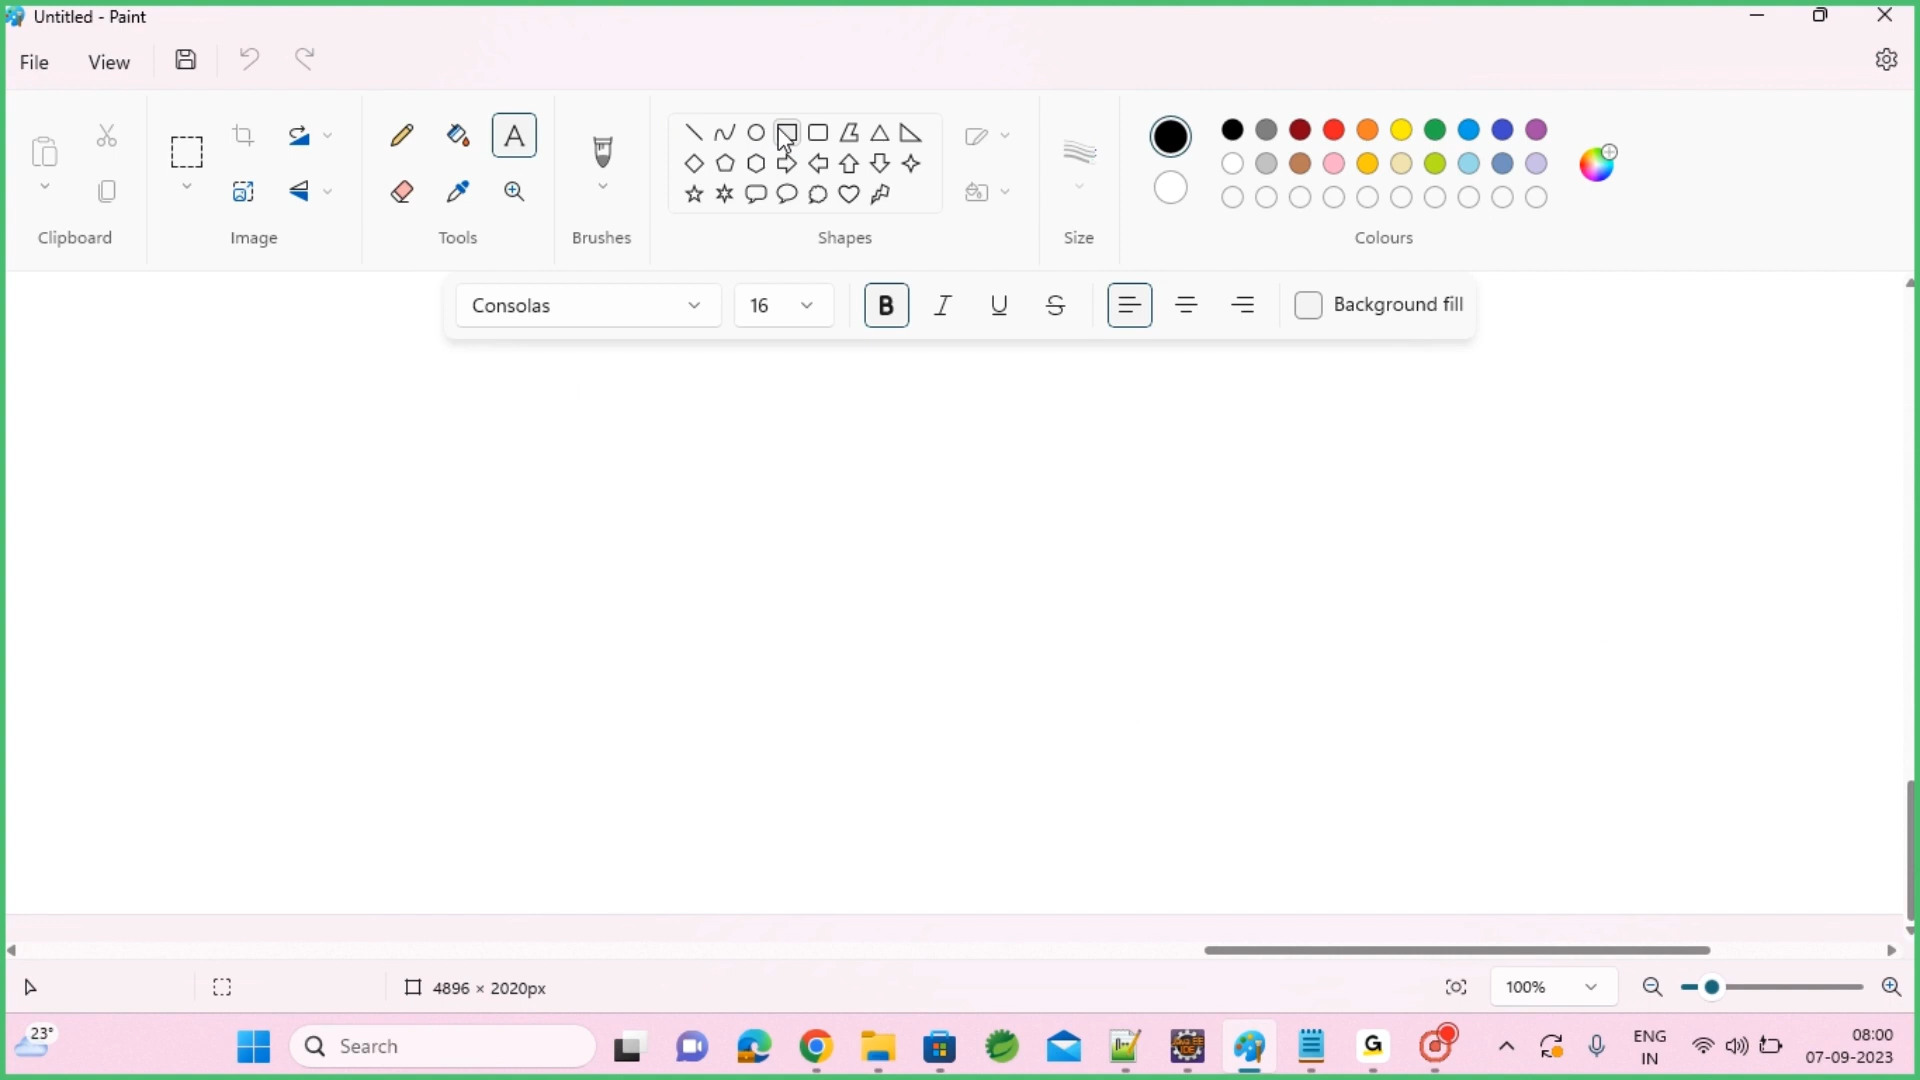 Untitled - Paint
File View
Clipboard
Image
Tools
Brushes
Shapes
Size
Colours
Consolas 16 B I U S Background fill
4896 × 2020px
100%
23°
Search
ENG
IN
08:00
07-09-2023